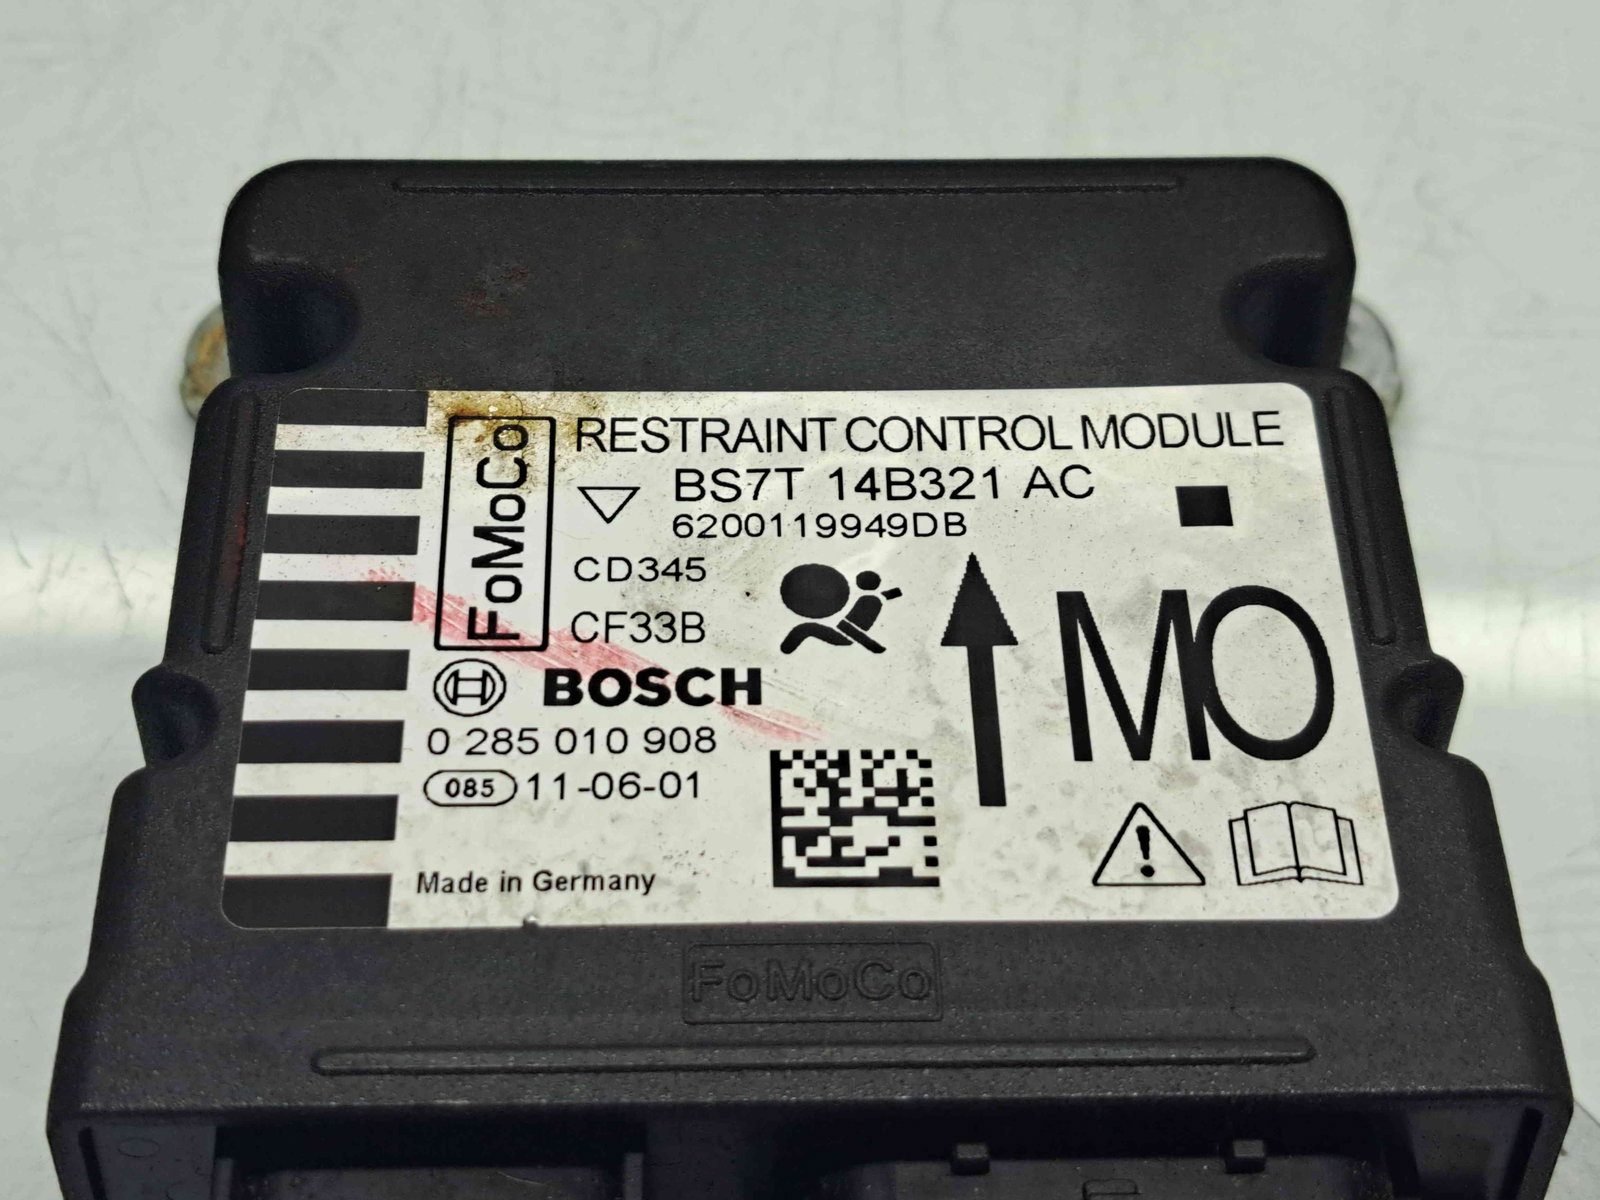 FoMoCo
RESTRAINT CONTROL MODULE
BS7T 14B321 AC
6200119949DB
CD345
CF33B
MO
BOSCH
0 285 010 908
085 11-06-01
Made in Germany
FoMoCo